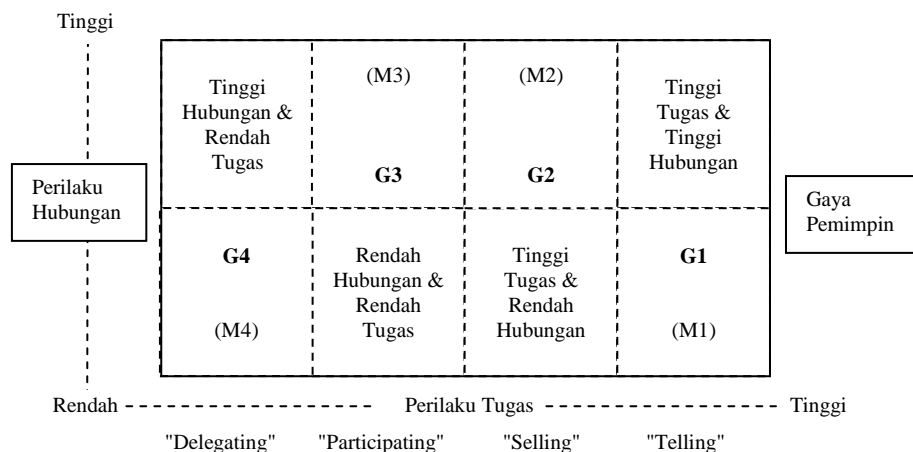 Tinggi
Tinggi
Hubungan &
Rendah
Tugas
(M3)
G3
(M2)
G2
Tinggi
Tugas &
Tinggi
Hubungan
Perilaku
Hubungan
Gaya
Pemimpin
G4
(M4)
Rendah
Hubungan &
Rendah
Tugas
Tinggi
Tugas &
Rendah
Hubungan
G1
(M1)
Rendah
Perilaku Tugas
Tinggi
"Delegating"
"Participating"
"Selling"
"Telling"